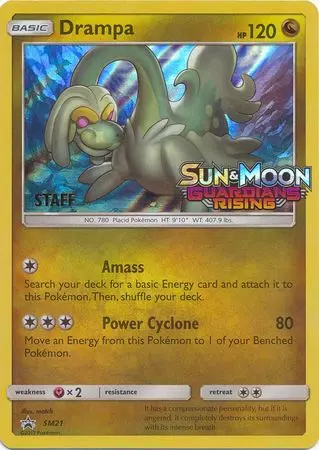 BASIC
Drampa
HP 120
SUN & MOON
GUARDIANS
RISING
STAFF
NO. 780 Placid Pokémon HT: 9'10" WT: 407.9 lbs.
Amass
Search your deck for a basic Energy card and attach it
to this Pokémon. Then, shuffle your deck.
Power Cyclone 80
Move an Energy from this Pokémon to 1 of your
Benched Pokémon.
weakness × 2 resistance retreat
Illus. match
SM21
©2017 Pokémon
It has a compassionate personality, but if it is
angered, it completely destroys its surroundings
with its intense breath.